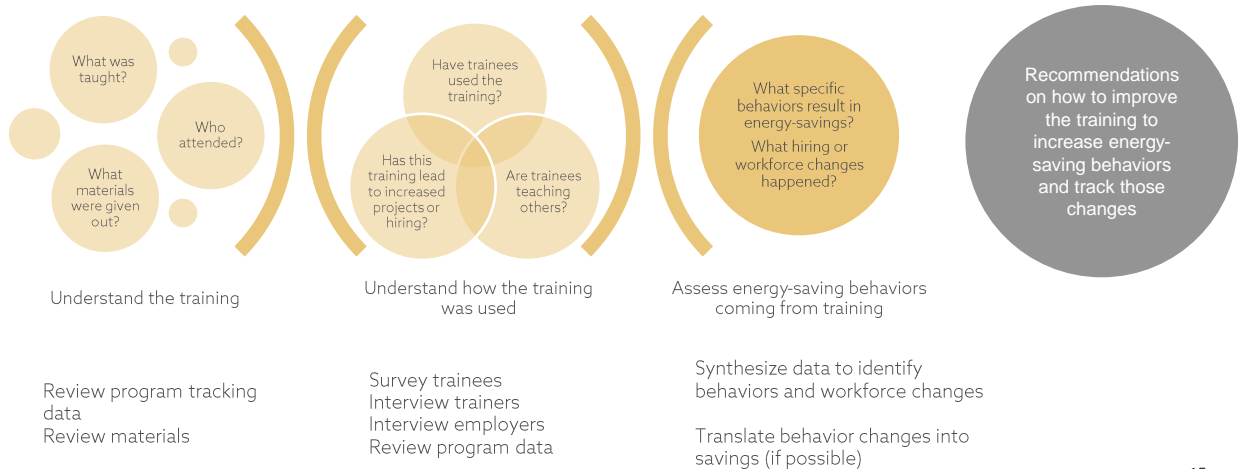 What was
taught?
Who
attended?
What
materials
were given
out?
Understand the training
Review program tracking
data
Review materials
Have trainees
used the
training?
Has this
training lead
to increased
projects or
hiring?
Are trainees
teaching
others?
Understand how the training
was used
Survey trainees
Interview trainers
Interview employers
Review program data
What specific
behaviors result in
energy-savings?
What hiring or
workforce changes
happened?
Assess energy-saving behaviors
coming from training
Synthesize data to identify
behaviors and workforce changes
Translate behavior changes into
savings (if possible)
Recommendations
on how to improve
the training to
increase energy-
saving behaviors
and track those
changes